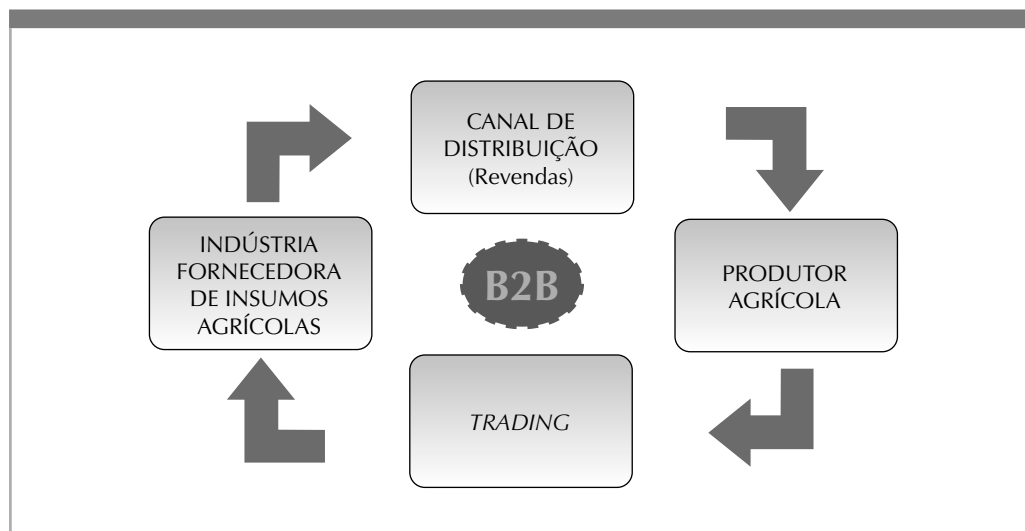 CANAL DE
DISTRIBUIÇÃO
(Revendas)
INDÚSTRIA
FORNECEDORA
DE INSUMOS
AGRÍCOLAS
B2B
PRODUTOR
AGRÍCOLA
TRADING